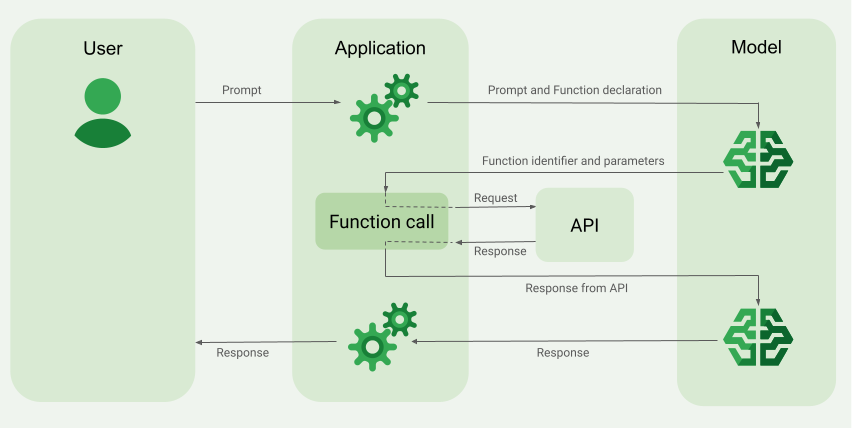 User
Application
Model
Prompt
Prompt and Function declaration
Function identifier and parameters
Request
Function call
API
Response
Response from API
Response
Response